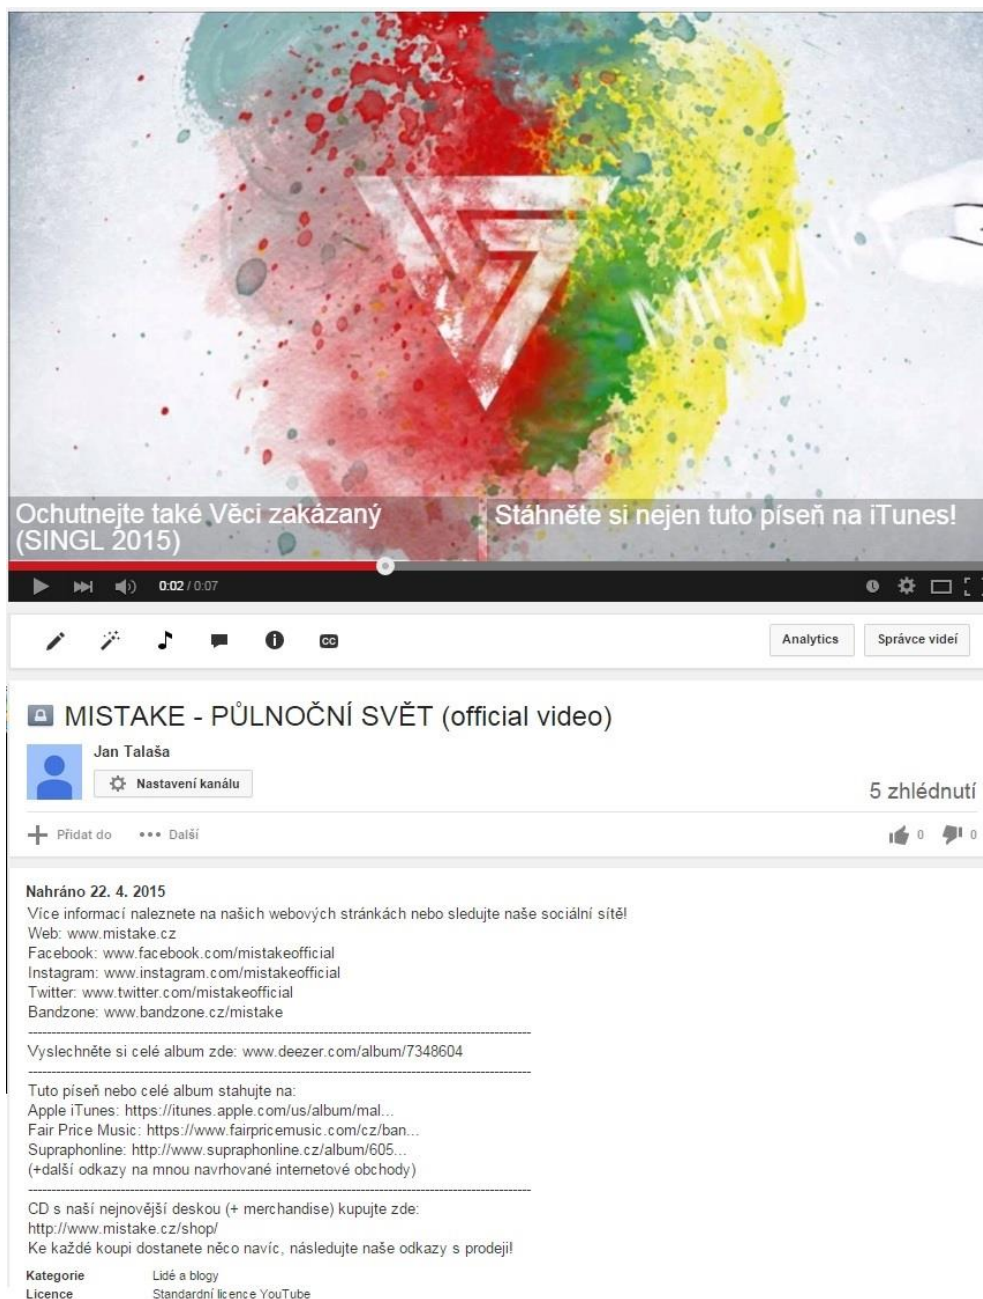 MISTAKE
Ochutnejte také Věci zakázaný
(SINGL 2015)
Stáhněte si nejen tuto píseň na iTunes!
0:02 / 0:07
CC
Analytics
Správce videí
MISTAKE - PŮLNOČNÍ SVĚT (official video)
Jan Talaša
Nastavení kanálu
5 zhlédnutí
Přidat do
Další
0
0
Nahráno 22. 4. 2015
Více informací naleznete na našich webových stránkách nebo sledujte naše sociální sítě!
Web: www.mistake.cz
Facebook: www.facebook.com/mistakeofficial
Instagram: www.instagram.com/mistakeofficial
Twitter: www.twitter.com/mistakeofficial
Bandzone: www.bandzone.cz/mistake
Vyslechněte si celé album zde: www.deezer.com/album/7348604
Tuto píseň nebo celé album stahujte na:
Apple iTunes: https://itunes.apple.com/us/album/mal...
Fair Price Music: https://www.fairpricemusic.com/cz/ban...
Supraphonline: http://www.supraphonline.cz/album/605...
(+další odkazy na mnou navrhované internetové obchody)
CD s naší nejnovější deskou (+ merchandise) kupujte zde:
http://www.mistake.cz/shop/
Ke každé koupi dostanete něco navíc, následujte naše odkazy s prodeji!
Kategorie Lidé a blogy
Licence Standardní licence YouTube